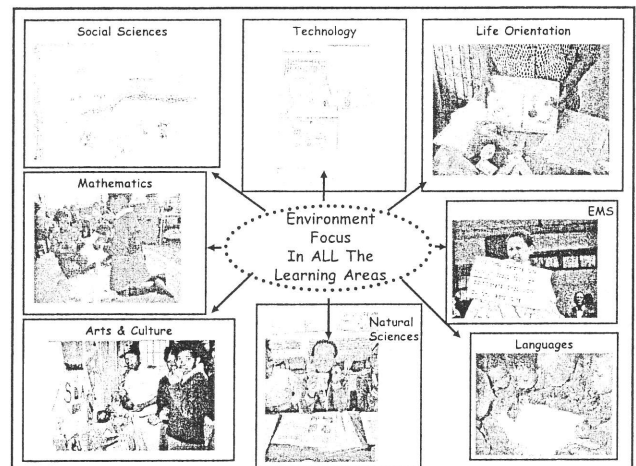 Social Sciences
Technology
Life Orientation
Mathematics
Environment
Focus
In ALL The
Learning Areas
EMS
Arts & Culture
Natural
Sciences
Languages